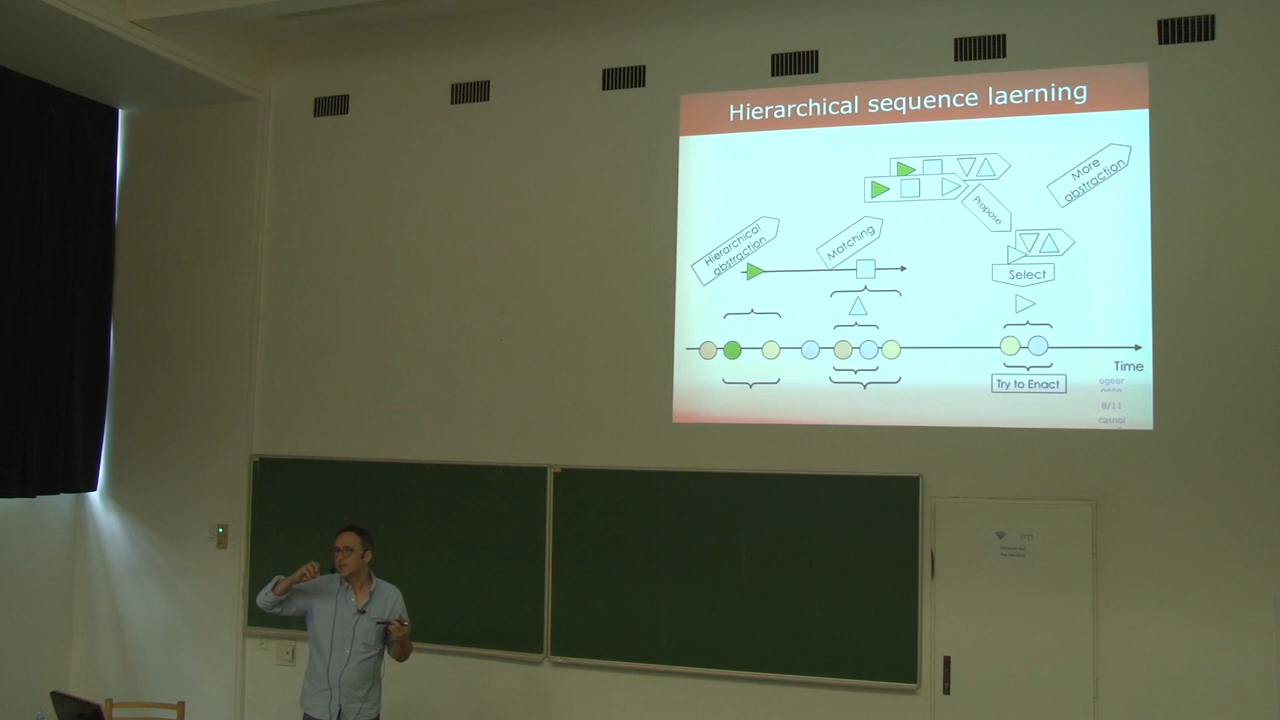 Hierarchical sequence laerning
More
abstraction
Propose
Hierarchical
abstraction
Matching
Select
Time
Try to Enact
8/11